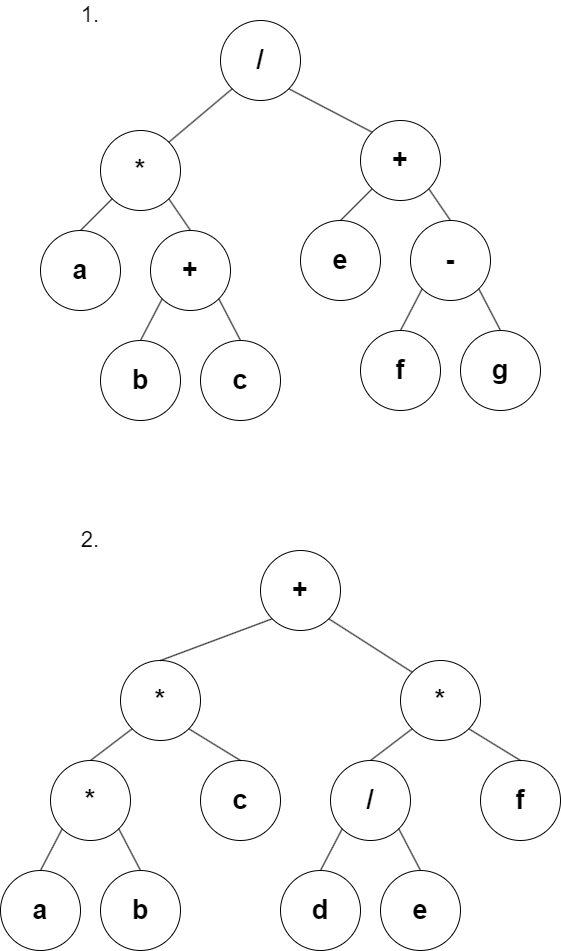 1.
/
* +
a + e -
b c f g
2.
+
* *
* c / f
a b d e